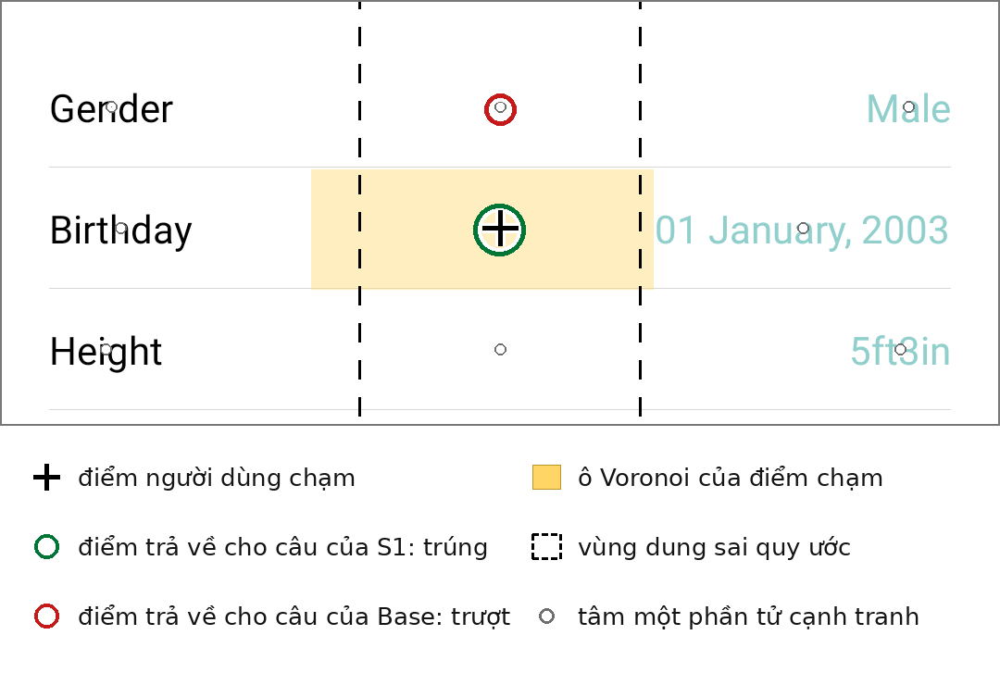 Gender Male
Birthday 01 January, 2003
Height 5ft3in
điểm người dùng chạm ô Voronoi của điểm chạm
điểm trả về cho câu của S1: trúng vùng dung sai quy ước
điểm trả về cho câu của Base: trượt tâm một phần tử cạnh tranh